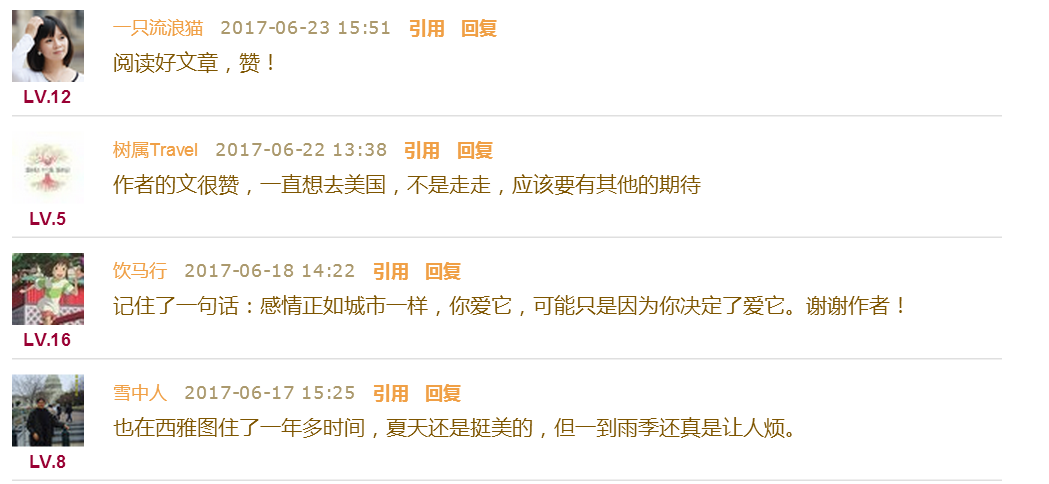 一只流浪猫 2017-06-23 15:51 引用 回复
阅读好文章，赞！
LV.12
树属Travel 2017-06-22 13:38 引用 回复
作者的文很赞，一直想去美国，不是走走，应该要有其他的期待
LV.5
饮马行 2017-06-18 14:22 引用 回复
记住了一句话：感情正如城市一样，你爱它，可能只是因为你决定了爱它。谢谢作者！
LV.16
雪中人 2017-06-17 15:25 引用 回复
也在西雅图住了一年多时间，夏天还是挺美的，但一到雨季还真是让人烦。
LV.8